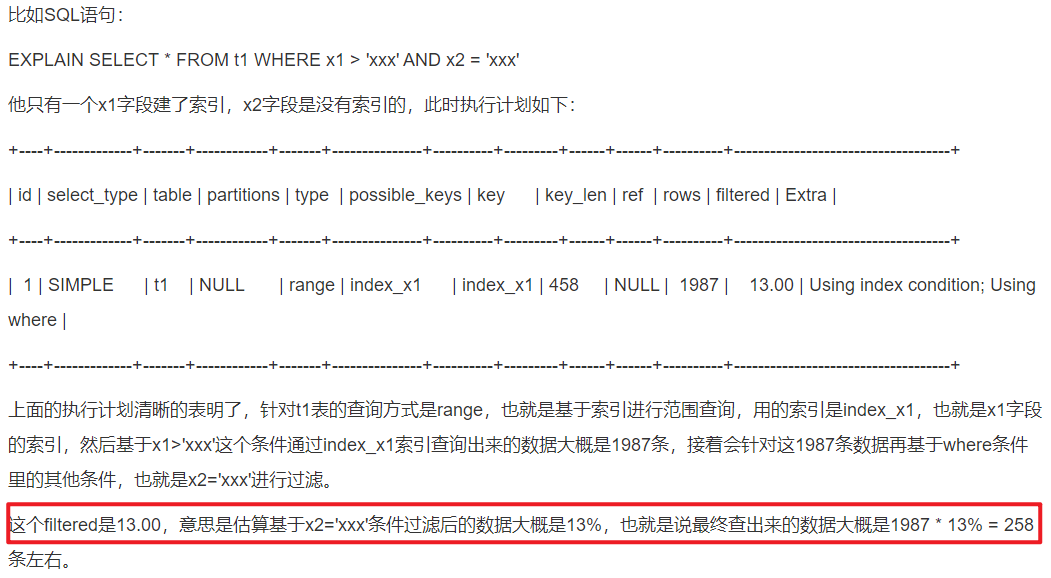 比如SQL语句：
EXPLAIN SELECT * FROM t1 WHERE x1 > 'xxx' AND x2 = 'xxx'
他只有一个x1字段建了索引，x2字段是没有索引的，此时执行计划如下：
+----+-------------+-------+------------+-------+---------------+----------+---------+------+------+----------+------------------------------------+
| id | select_type | table | partitions | type  | possible_keys | key      | key_len | ref  | rows | filtered | Extra |
+----+-------------+-------+------------+-------+---------------+----------+---------+------+------+----------+------------------------------------+
|  1 | SIMPLE      | t1    | NULL       | range | index_x1      | index_x1 | 458     | NULL |  1987 |    13.00 | Using index condition; Using
where |
+----+-------------+-------+------------+-------+---------------+----------+---------+------+------+----------+------------------------------------+
上面的执行计划清晰的表明了，针对t1表的查询方式是range，也就是基于索引进行范围查询，用的索引是index_x1，也就是x1字段
的索引，然后基于x1>'xxx'这个条件通过index_x1索引查询出来的数据大概是1987条，接着会针对这1987条数据再基于where条件
里的其他条件，也就是x2='xxx'进行过滤。
这个filtered是13.00，意思是估算基于x2='xxx'条件过滤后的数据大概是13%，也就是说最终查出来的数据大概是1987 * 13% = 258
条左右。